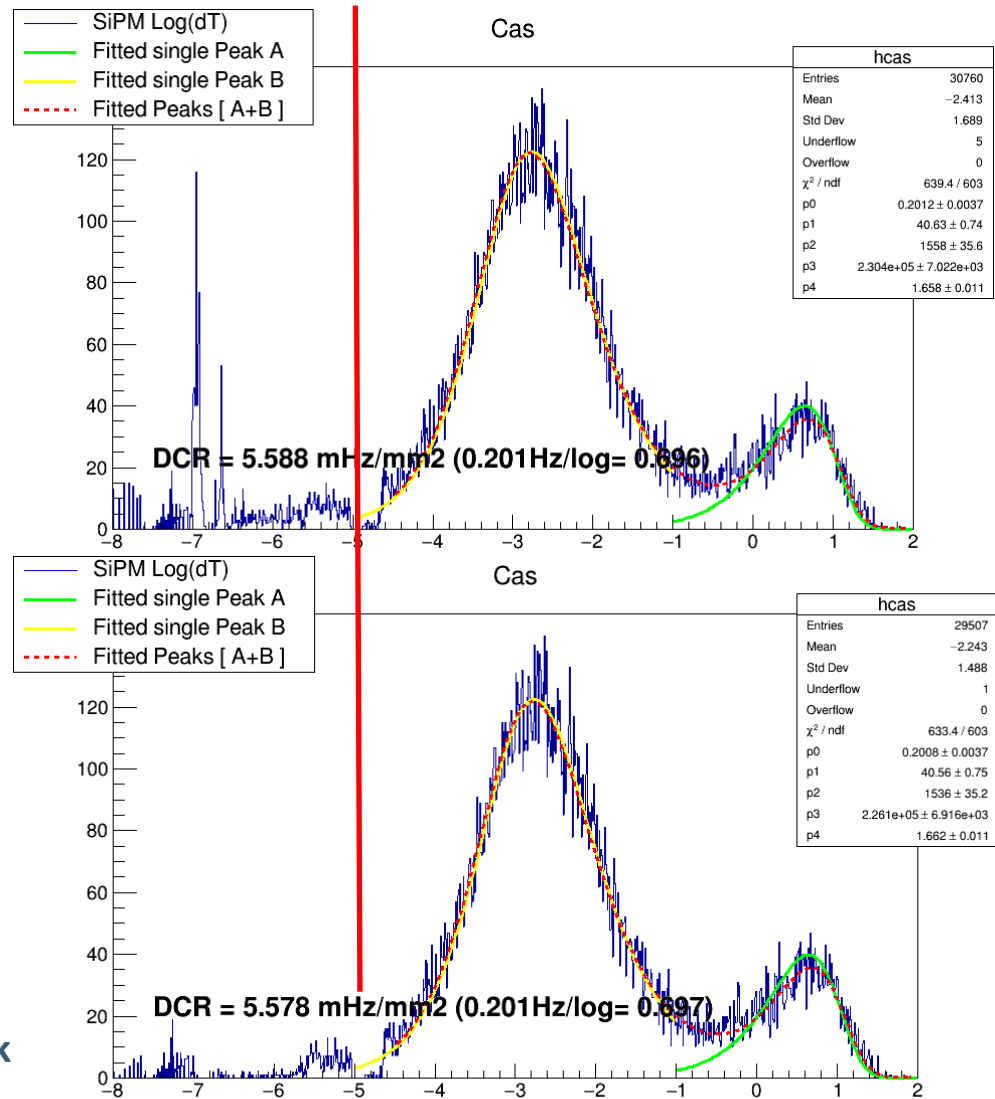 SiPM Log(dT)
Fitted single Peak A
Fitted single Peak B
Fitted Peaks [ A+B ]
Cas
hcas
Entries 30760
Mean −2.413
Std Dev 1.689
Underflow 5
Overflow 0
χ² / ndf 639.4 / 603
p0 0.2012 ± 0.0037
p1 40.63 ± 0.74
p2 1558 ± 35.6
p3 2.304e+05 ± 7.022e+03
p4 1.658 ± 0.011
120
100
80
60
40
20
0
DCR = 5.588 mHz/mm2 (0.201Hz/log= 0.696)
−8 −7 −6 −5 −4 −3 −2 −1 0 1 2
SiPM Log(dT)
Fitted single Peak A
Fitted single Peak B
Fitted Peaks [ A+B ]
Cas
hcas
Entries 29507
Mean −2.243
Std Dev 1.488
Underflow 1
Overflow 0
χ² / ndf 633.4 / 603
p0 0.2008 ± 0.0037
p1 40.56 ± 0.75
p2 1536 ± 35.2
p3 2.261e+05 ± 6.916e+03
p4 1.662 ± 0.011
120
100
80
60
40
20
0
DCR = 5.578 mHz/mm2 (0.201Hz/log= 0.697)
k
−8 −7 −6 −5 −4 −3 −2 −1 0 1 2